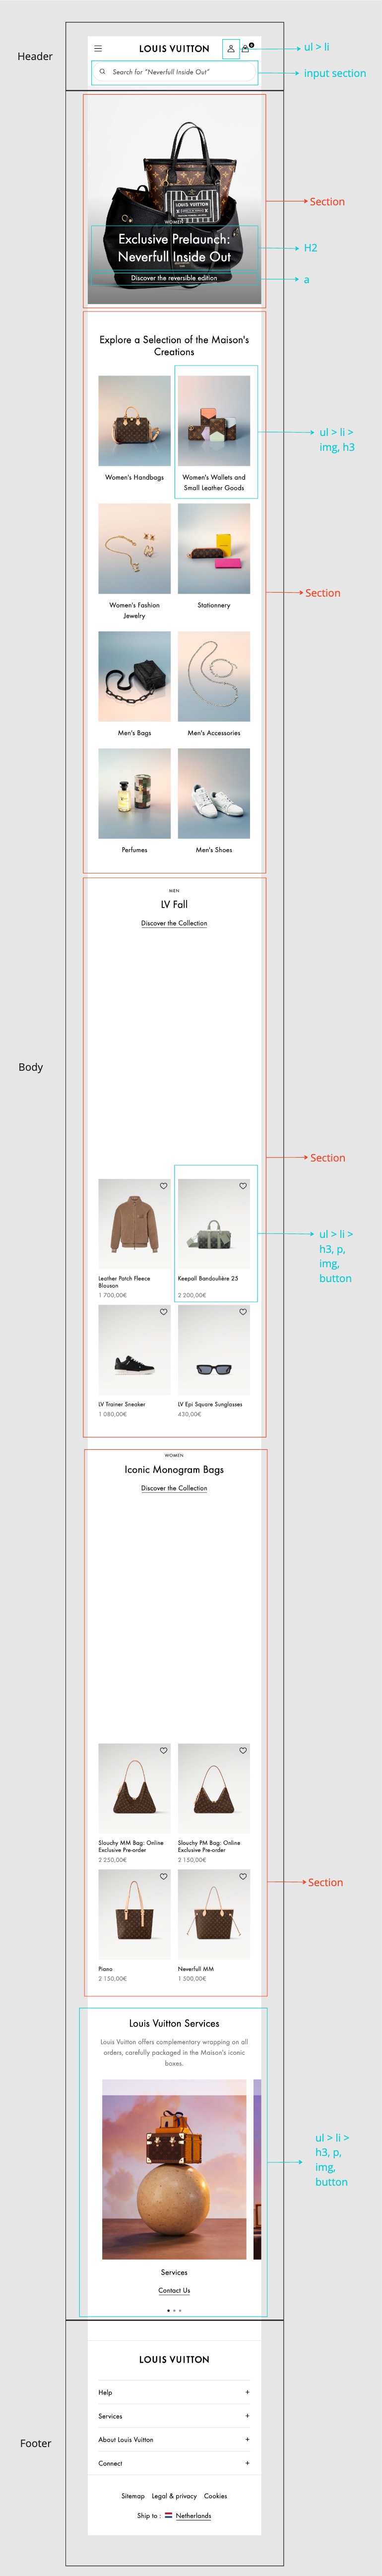 Header
LOUIS VUITTON
0
ul > li
Search for "Neverfull Inside Out"
input section
LOUIS VUITTON
WOMEN
Exclusive Prelaunch:
Neverfull Inside Out
Discover the reversible edition
Section
H2
a
Explore a Selection of the Maison's
Creations
Women's Handbags
Women's Wallets and
Small Leather Goods
ul > li >
img, h3
Women's Fashion
Jewelry
Stationnery
Section
Men's Bags
Men's Accessories
Perfumes
Men's Shoes
MEN
LV Fall
Discover the Collection
Body
Section
Leather Patch Fleece
Blouson
1 700,00€
Keepall Bandoulière 25
2 200,00€
ul > li >
h3, p,
img,
button
LV Trainer Sneaker
1 080,00€
LV Epi Square Sunglasses
430,00€
WOMEN
Iconic Monogram Bags
Discover the Collection
Slouchy MM Bag: Online
Exclusive Pre-order
2 250,00€
Slouchy PM Bag: Online
Exclusive Pre-order
2 150,00€
Section
Piano
2 150,00€
Neverfull MM
1 500,00€
Louis Vuitton Services
Louis Vuitton offers complementary wrapping on all
orders, carefully packaged in the Maison's iconic
boxes.
ul > li >
h3, p,
img,
button
Services
Contact Us
LOUIS VUITTON
Help +
Services +
About Louis Vuitton +
Connect +
Footer
Sitemap Legal & privacy Cookies
Ship to : Netherlands